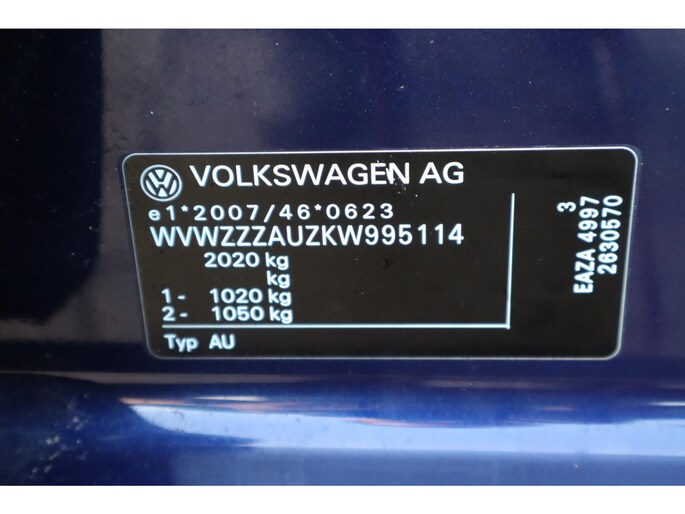 VOLKSWAGEN AG
e1*2007/46*0623
WVWZZZAUZKW995114
2020 kg
kg
1- 1020 kg
2- 1050 kg
Typ AU
3
EAZA 4997
2630570